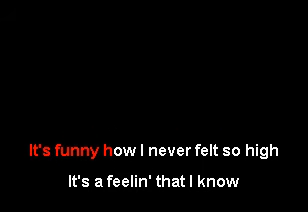 It's funny how I never felt so high
It's a feelin' that I know